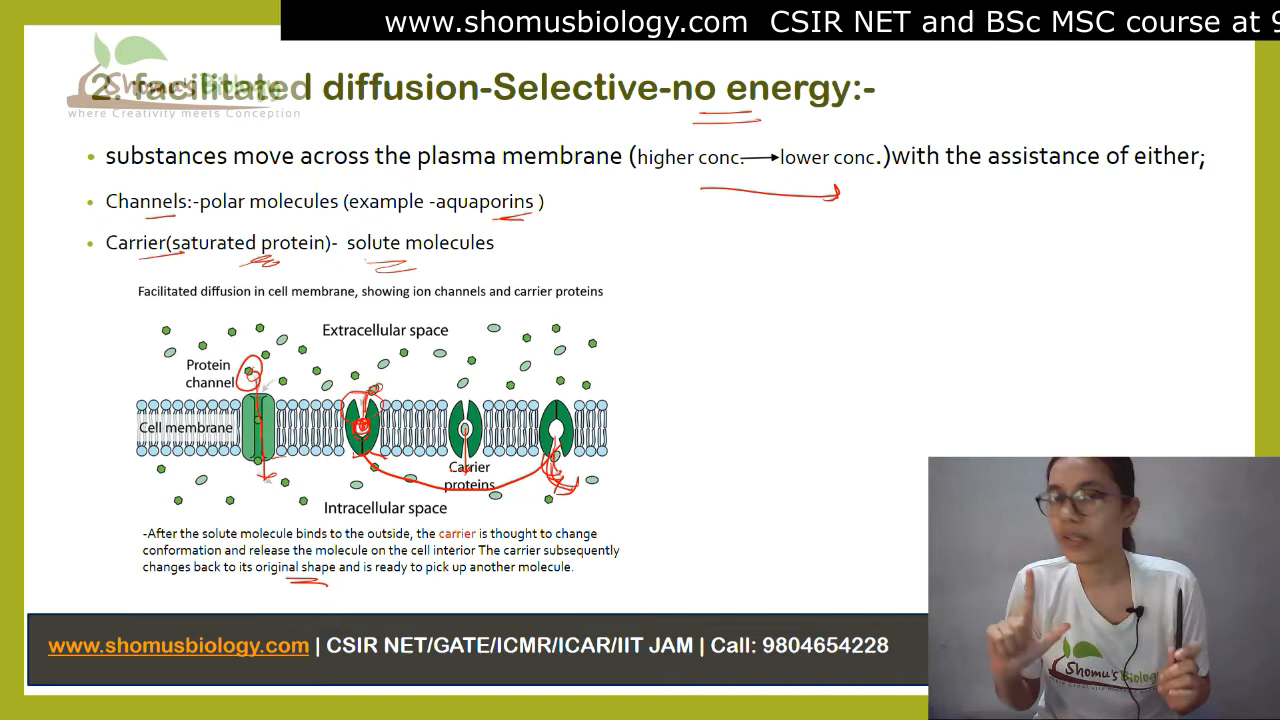 www.shomusbiology.com CSIR NET and BSc MSC course at 9
Shomu's Biology
where Creativity meets Conception
2. facilitated diffusion-Selective-no energy:-
• substances move across the plasma membrane (higher conc.→lower conc.)with the assistance of either;
• Channels:-polar molecules (example -aquaporins )
• Carrier(saturated protein)- solute molecules
Facilitated diffusion in cell membrane, showing ion channels and carrier proteins
Extracellular space
Protein
channel
Cell membrane
Carrier
proteins
Intracellular space
-After the solute molecule binds to the outside, the carrier is thought to change
conformation and release the molecule on the cell interior The carrier subsequently
changes back to its original shape and is ready to pick up another molecule.
Shomu's Biology
www.shomusbiology.com | CSIR NET/GATE/ICMR/ICAR/IIT JAM | Call: 9804654228